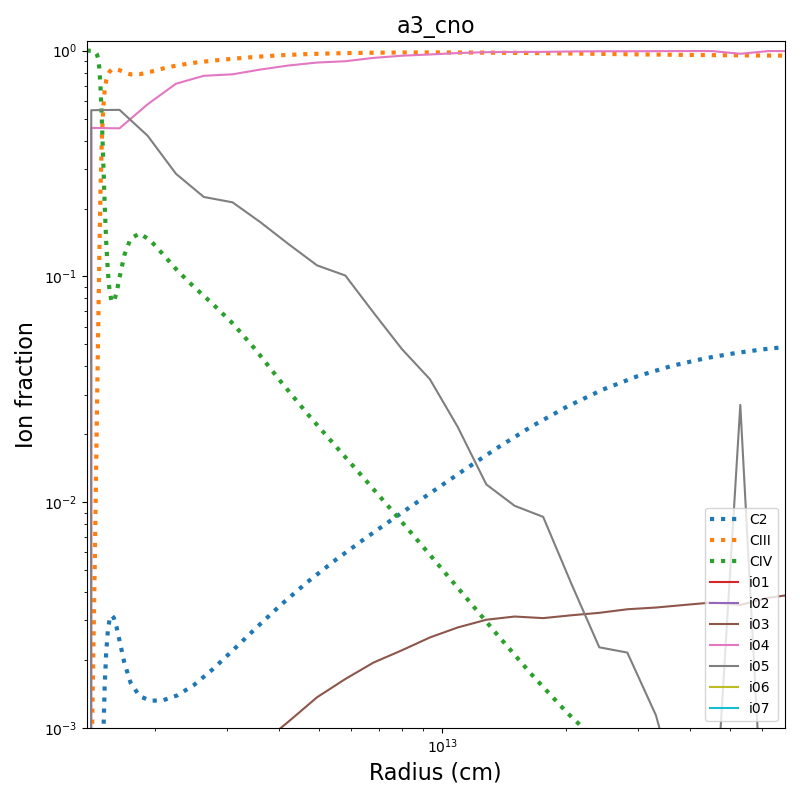 a3_cno
Ion fraction
10⁰
10⁻¹
10⁻²
10⁻³
C2
CIII
CIV
i01
i02
i03
i04
i05
i06
i07
10¹³
Radius (cm)